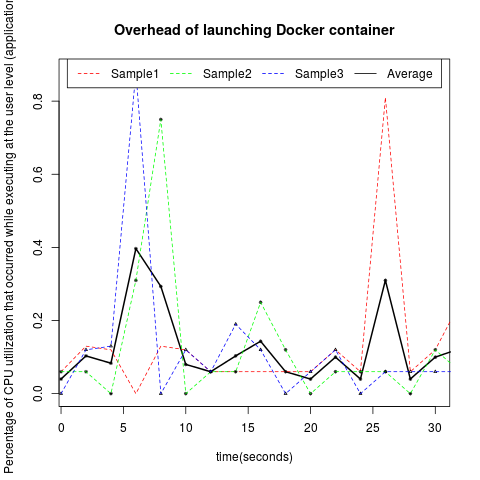 Overhead of launching Docker container
Percentage of CPU utilization that occurred while executing at the user level (application
Sample1 Sample2 Sample3 Average
0.8
0.6
0.4
0.2
0.0
0 5 10 15 20 25 30
time(seconds)